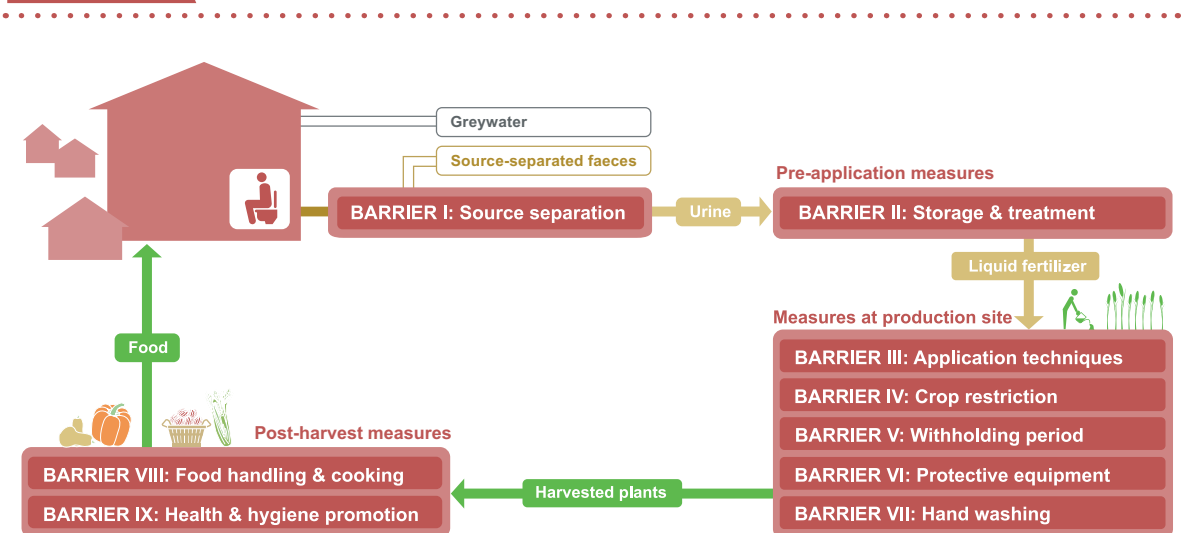 Greywater
Source-separated faeces
Pre-application measures
BARRIER I: Source separation
Urine
BARRIER II: Storage & treatment
Liquid fertilizer
Measures at production site
Food
BARRIER III: Application techniques
BARRIER IV: Crop restriction
Post-harvest measures
BARRIER V: Withholding period
BARRIER VIII: Food handling & cooking
BARRIER VI: Protective equipment
Harvested plants
BARRIER IX: Health & hygiene promotion
BARRIER VII: Hand washing